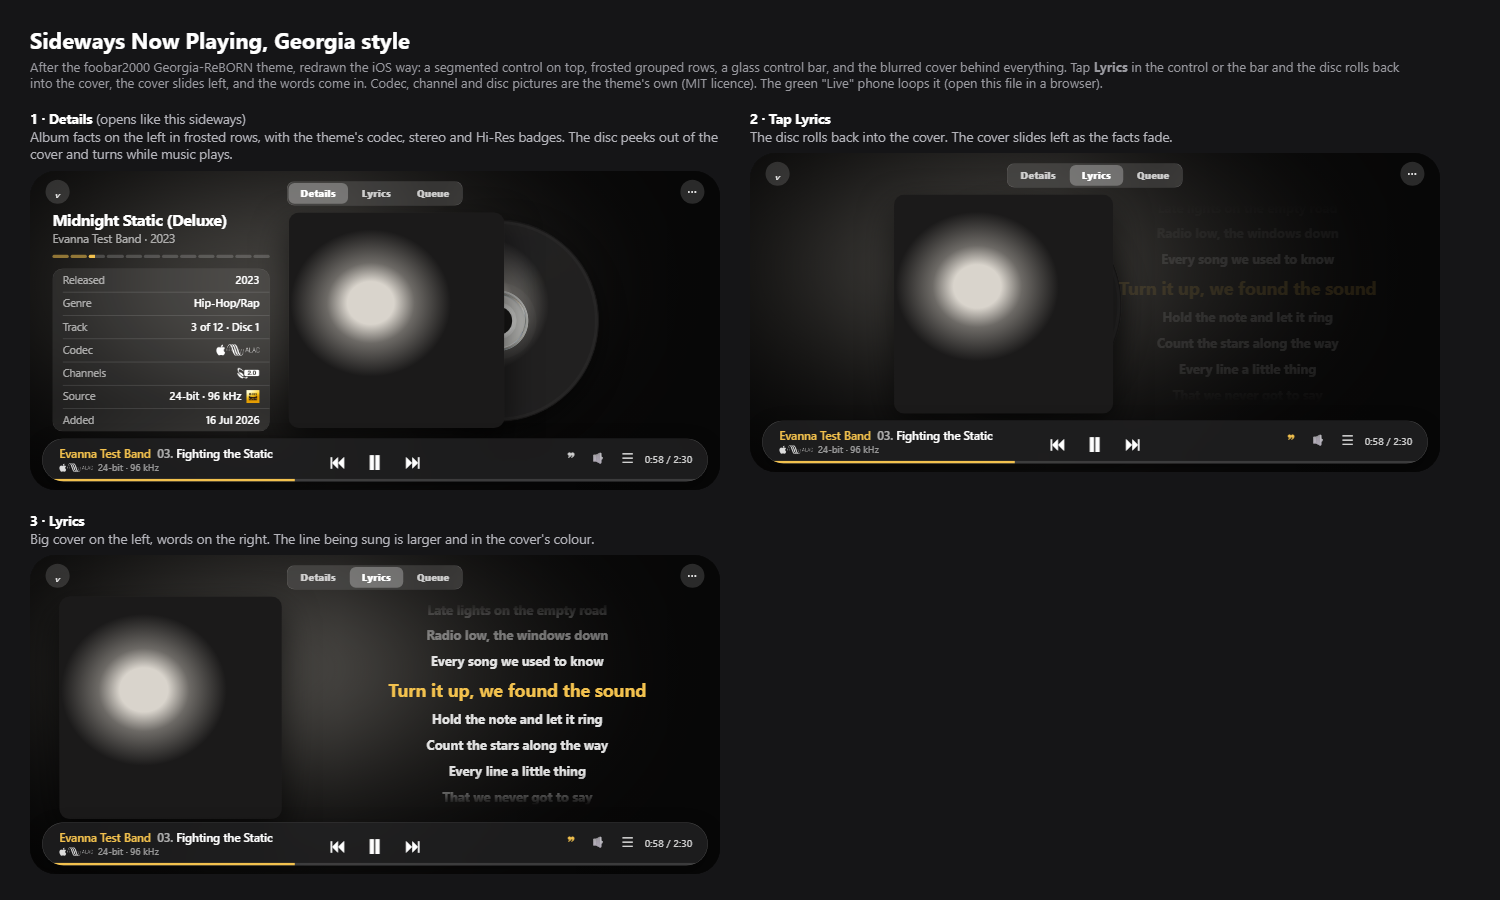 Sideways Now Playing, Georgia style
After the foobar2000 Georgia-ReBORN theme, redrawn the iOS way: a segmented control on top, frosted grouped rows, a glass control bar, and the blurred cover behind everything. Tap Lyrics in the control or the bar and the disc rolls back
into the cover, the cover slides left, and the words come in. Codec, channel and disc pictures are the theme's own (MIT licence). The green "Live" phone loops it (open this file in a browser).
1 · Details (opens like this sideways)
Album facts on the left in frosted rows, with the theme's codec, stereo and Hi-Res badges. The disc peeks out of the
cover and turns while music plays.
v
Details Lyrics Queue
···
Midnight Static (Deluxe)
Evanna Test Band · 2023
Released 2023
Genre Hip-Hop/Rap
Track 3 of 12 · Disc 1
Codec ALAC
Channels 2.0
Source 24-bit · 96 kHz
Added 16 Jul 2026
Evanna Test Band 03. Fighting the Static
ALAC 24-bit · 96 kHz
0:58 / 2:30
2 · Tap Lyrics
The disc rolls back into the cover. The cover slides left as the facts fade.
v
Details Lyrics Queue
···
Radio low, the windows down
Every song we used to know
Turn it up, we found the sound
Hold the note and let it ring
Count the stars along the way
Every line a little thing
That we never got to say
Evanna Test Band 03. Fighting the Static
ALAC 24-bit · 96 kHz
0:58 / 2:30
3 · Lyrics
Big cover on the left, words on the right. The line being sung is larger and in the cover's colour.
v
Details Lyrics Queue
···
Late lights on the empty road
Radio low, the windows down
Every song we used to know
Turn it up, we found the sound
Hold the note and let it ring
Count the stars along the way
Every line a little thing
That we never got to say
Evanna Test Band 03. Fighting the Static
ALAC 24-bit · 96 kHz
0:58 / 2:30